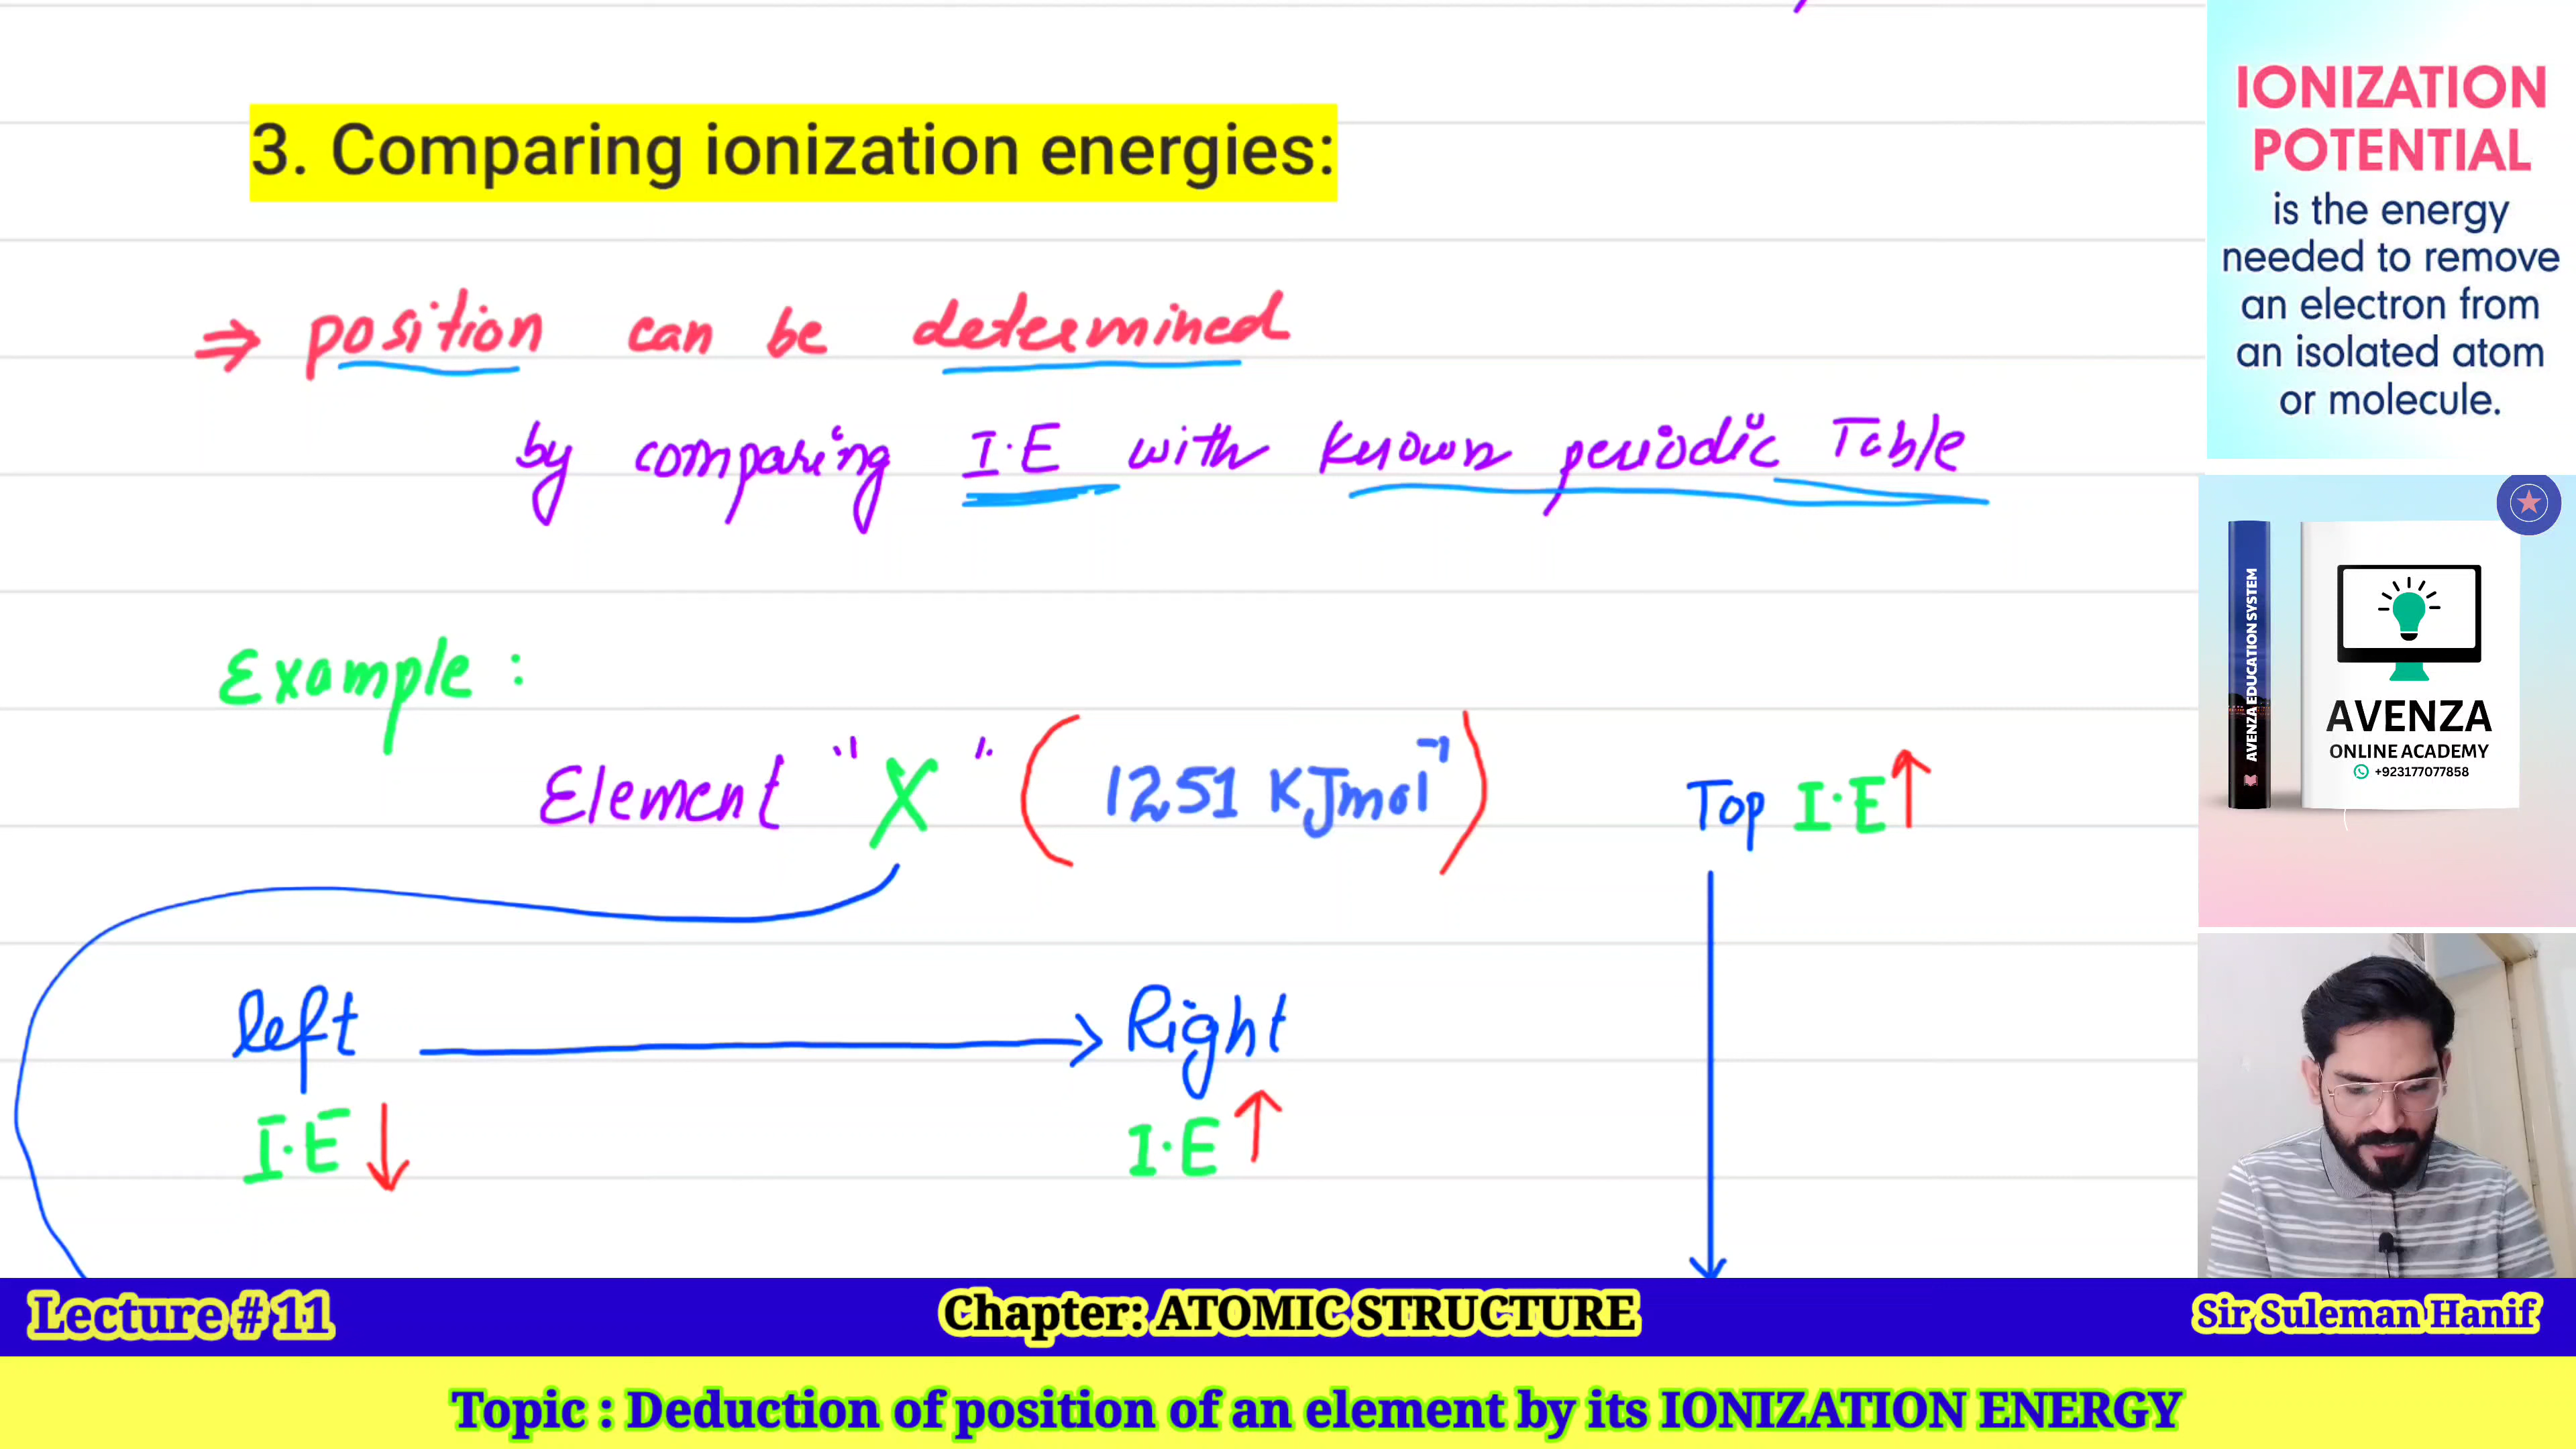 3. Comparing ionization energies:
⇒ position can be determined
by comparing I.E with known periodic Table
Example :
Element "X" (1251 KJmol⁻¹)
Top I.E↑
left → Right
I.E↓ I.E↑
IONIZATION
POTENTIAL
is the energy
needed to remove
an electron from
an isolated atom
or molecule.
AVENZA EDUCATION SYSTEM
AVENZA
ONLINE ACADEMY
+923177077858
Lecture # 11
Chapter: ATOMIC STRUCTURE
Sir Suleman Hanif
Topic : Deduction of position of an element by its IONIZATION ENERGY